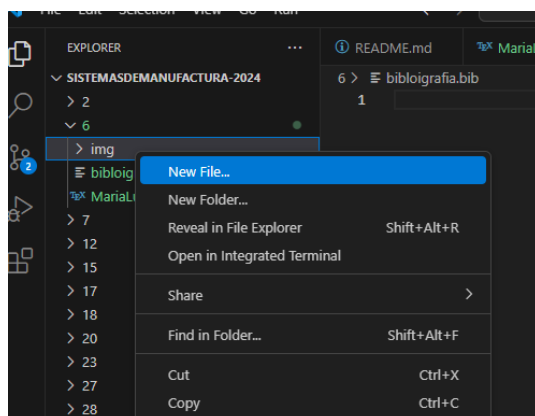 File Edit Selection View Go Run
EXPLORER
README.md
SISTEMASDEMANUFACTURA-2024
6 > bibloigrafia.bib
1
2
6
img
bibloig
MariaLu
7
12
15
17
18
20
23
27
28
2
New File...
New Folder...
Reveal in File Explorer Shift+Alt+R
Open in Integrated Terminal
Share
Find in Folder... Shift+Alt+F
Cut Ctrl+X
Copy Ctrl+C